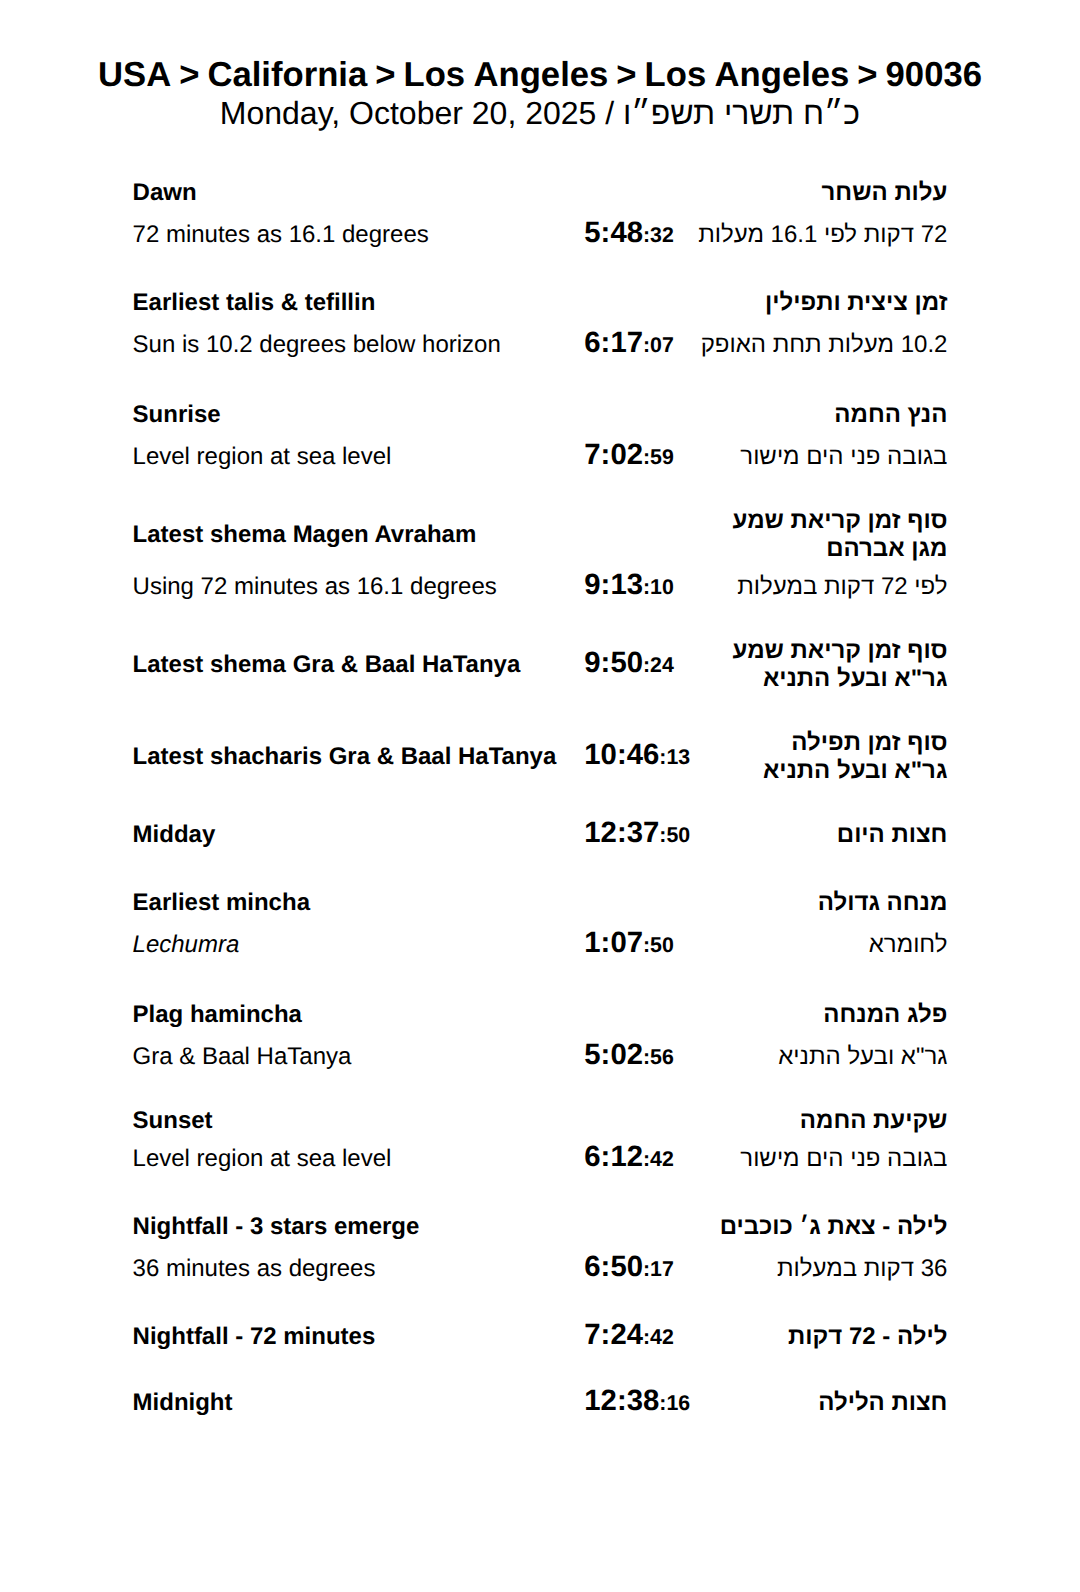 USA > California > Los Angeles > Los Angeles > 90036
Monday, October 20, 2025 / כ״ח תשרי תשפ״ו
Dawn עלות השחר
72 minutes as 16.1 degrees 5:48:32 72 דקות לפי 16.1 מעלות
Earliest talis & tefillin זמן ציצית ותפילין
Sun is 10.2 degrees below horizon 6:17:07 10.2 מעלות תחת האופק
Sunrise הנץ החמה
Level region at sea level 7:02:59 בגובה פני הים מישור
Latest shema Magen Avraham סוף זמן קריאת שמע
מגן אברהם
Using 72 minutes as 16.1 degrees 9:13:10 לפי 72 דקות במעלות
Latest shema Gra & Baal HaTanya 9:50:24 סוף זמן קריאת שמע
גר"א ובעל התניא
Latest shacharis Gra & Baal HaTanya 10:46:13 סוף זמן תפילה
גר"א ובעל התניא
Midday 12:37:50 חצות היום
Earliest mincha מנחה גדולה
Lechumra 1:07:50 לחומרא
Plag hamincha פלג המנחה
Gra & Baal HaTanya 5:02:56 גר"א ובעל התניא
Sunset שקיעת החמה
Level region at sea level 6:12:42 בגובה פני הים מישור
Nightfall - 3 stars emerge לילה - צאת ג׳ כוכבים
36 minutes as degrees 6:50:17 36 דקות במעלות
Nightfall - 72 minutes 7:24:42 לילה - 72 דקות
Midnight 12:38:16 חצות הלילה